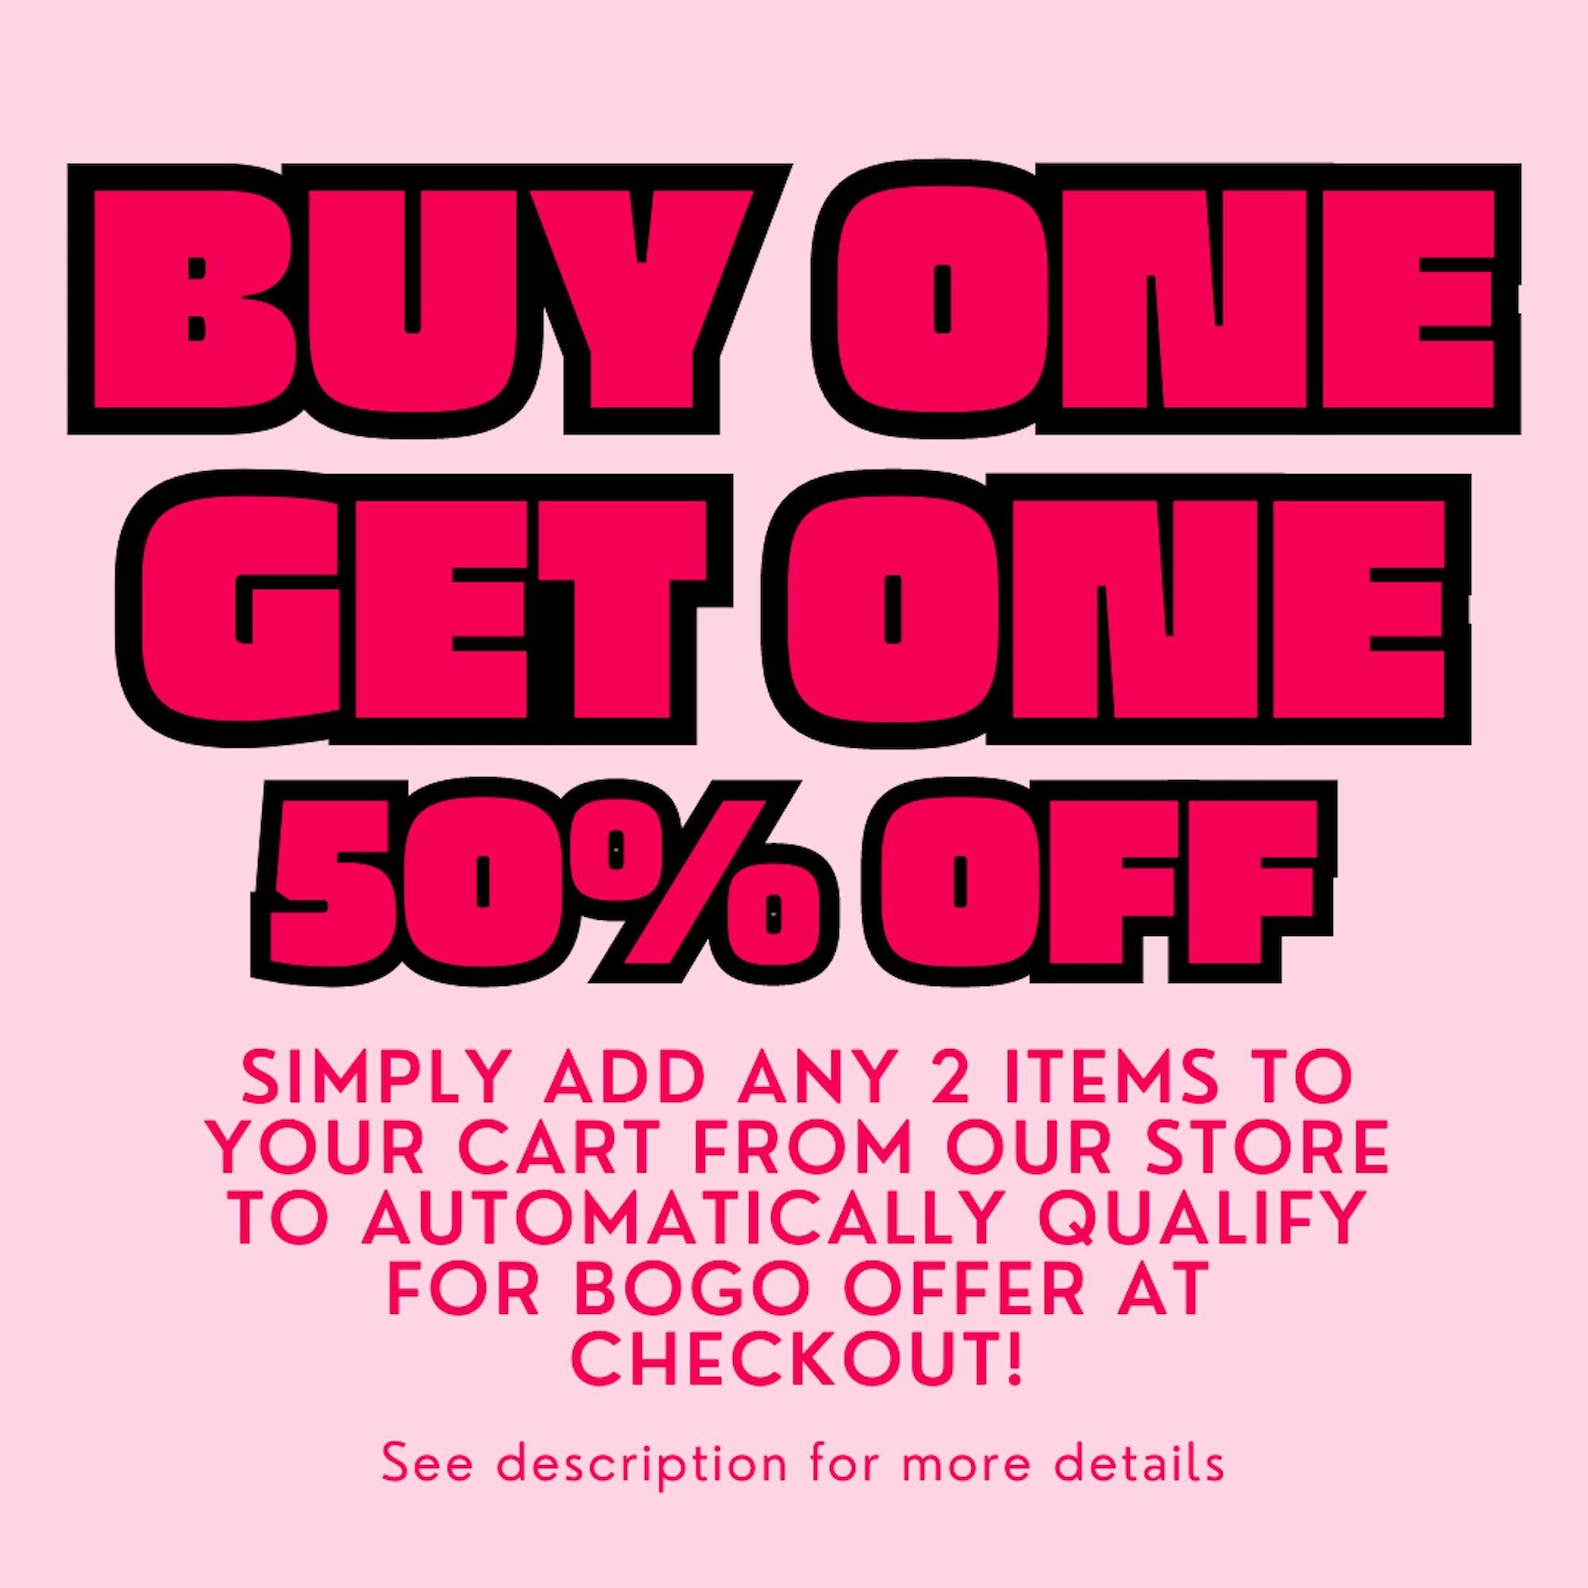 BUY ONE
GET ONE
50% OFF
SIMPLY ADD ANY 2 ITEMS TO
YOUR CART FROM OUR STORE
TO AUTOMATICALLY QUALIFY
FOR BOGO OFFER AT
CHECKOUT!
See description for more details